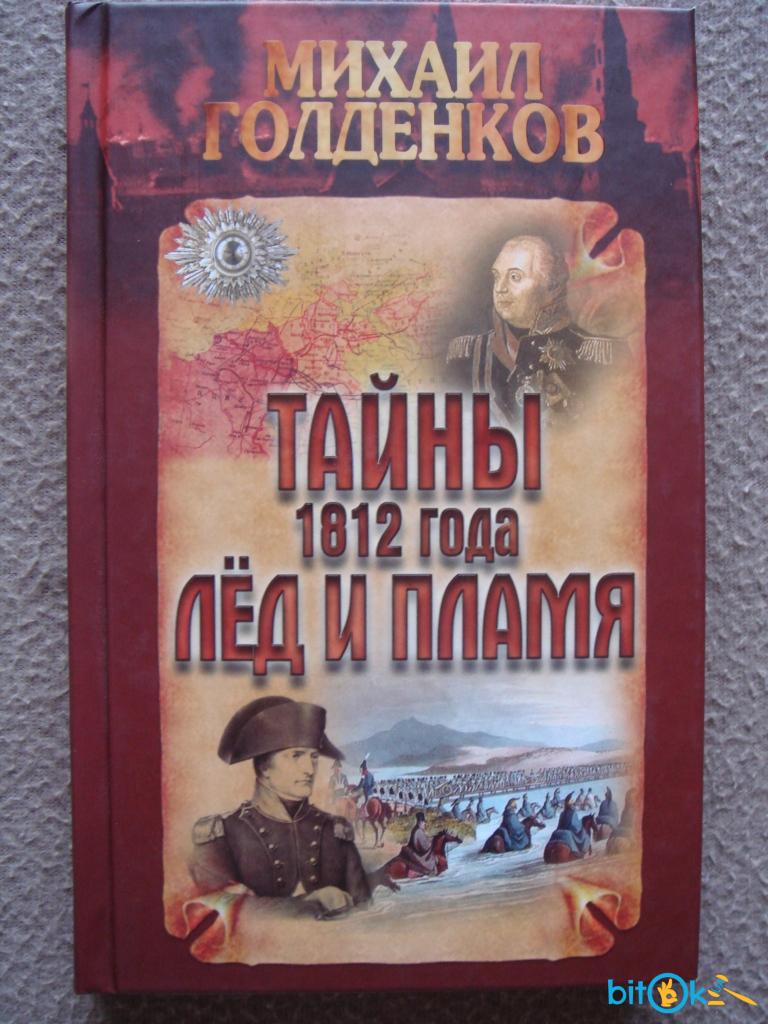 МИХАИЛ
ГОЛДЕНКОВ
ТАЙНЫ
1812 года
ЛЁД И ПЛАМЯ
bitOk